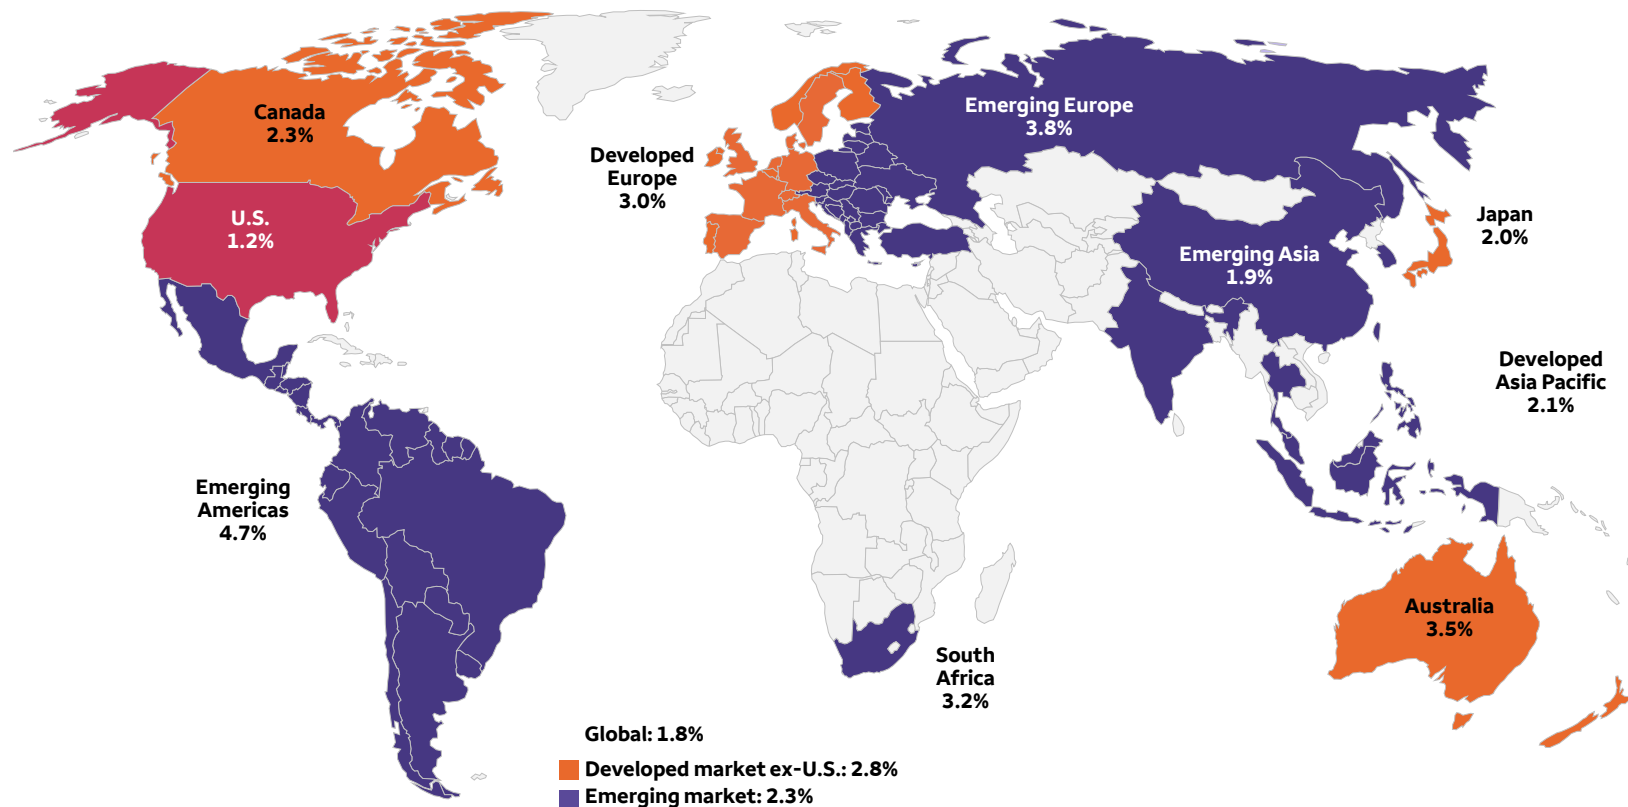 Canada
2.3%
Emerging Europe
3.8%
Developed
Europe
3.0%
U.S.
1.2%
Japan
2.0%
Emerging Asia
1.9%
Developed
Asia Pacific
2.1%
Emerging
Americas
4.7%
Australia
3.5%
South
Africa
3.2%
Global: 1.8%
Developed market ex-U.S.: 2.8%
Emerging market: 2.3%